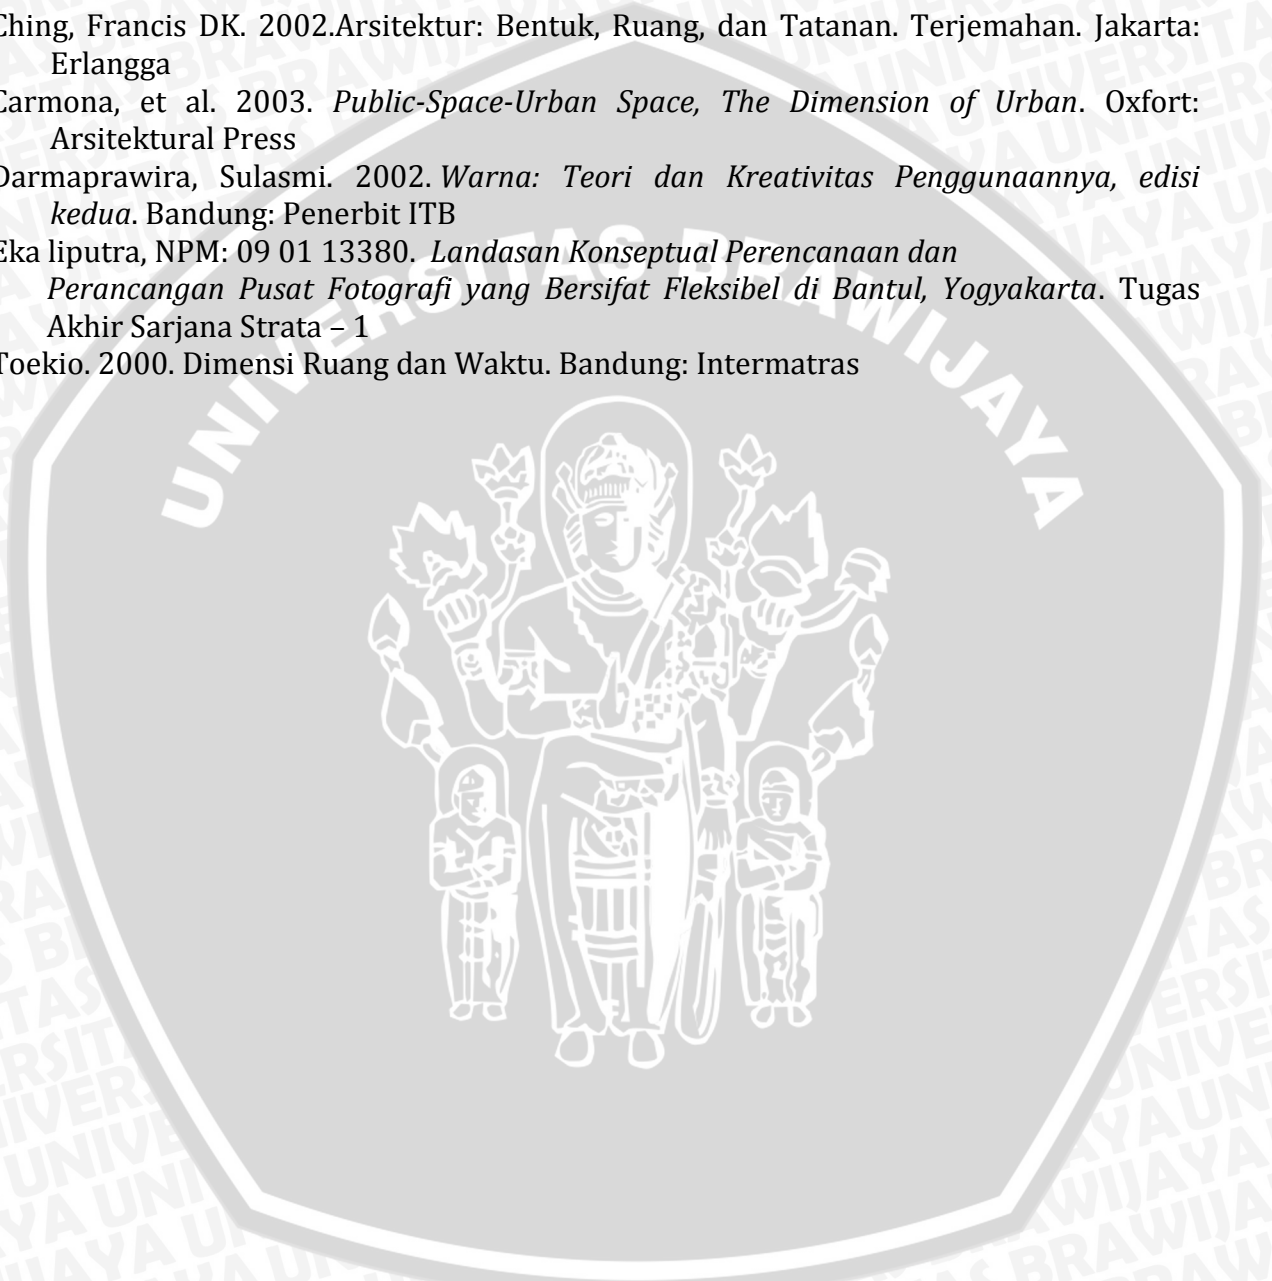 Ching, Francis DK. 2002.Arsitektur: Bentuk, Ruang, dan Tatanan. Terjemahan. Jakarta:
Erlangga
Carmona, et al. 2003. Public-Space-Urban Space, The Dimension of Urban. Oxfort:
Arsitektural Press
Darmaprawira, Sulasmi. 2002. Warna: Teori dan Kreativitas Penggunaannya, edisi
kedua. Bandung: Penerbit ITB
Eka liputra, NPM: 09 01 13380. Landasan Konseptual Perencanaan dan
Perancangan Pusat Fotografi yang Bersifat Fleksibel di Bantul, Yogyakarta. Tugas
Akhir Sarjana Strata – 1
Toekio. 2000. Dimensi Ruang dan Waktu. Bandung: Intermatras
UNIVERSITAS BRAWIJAYA